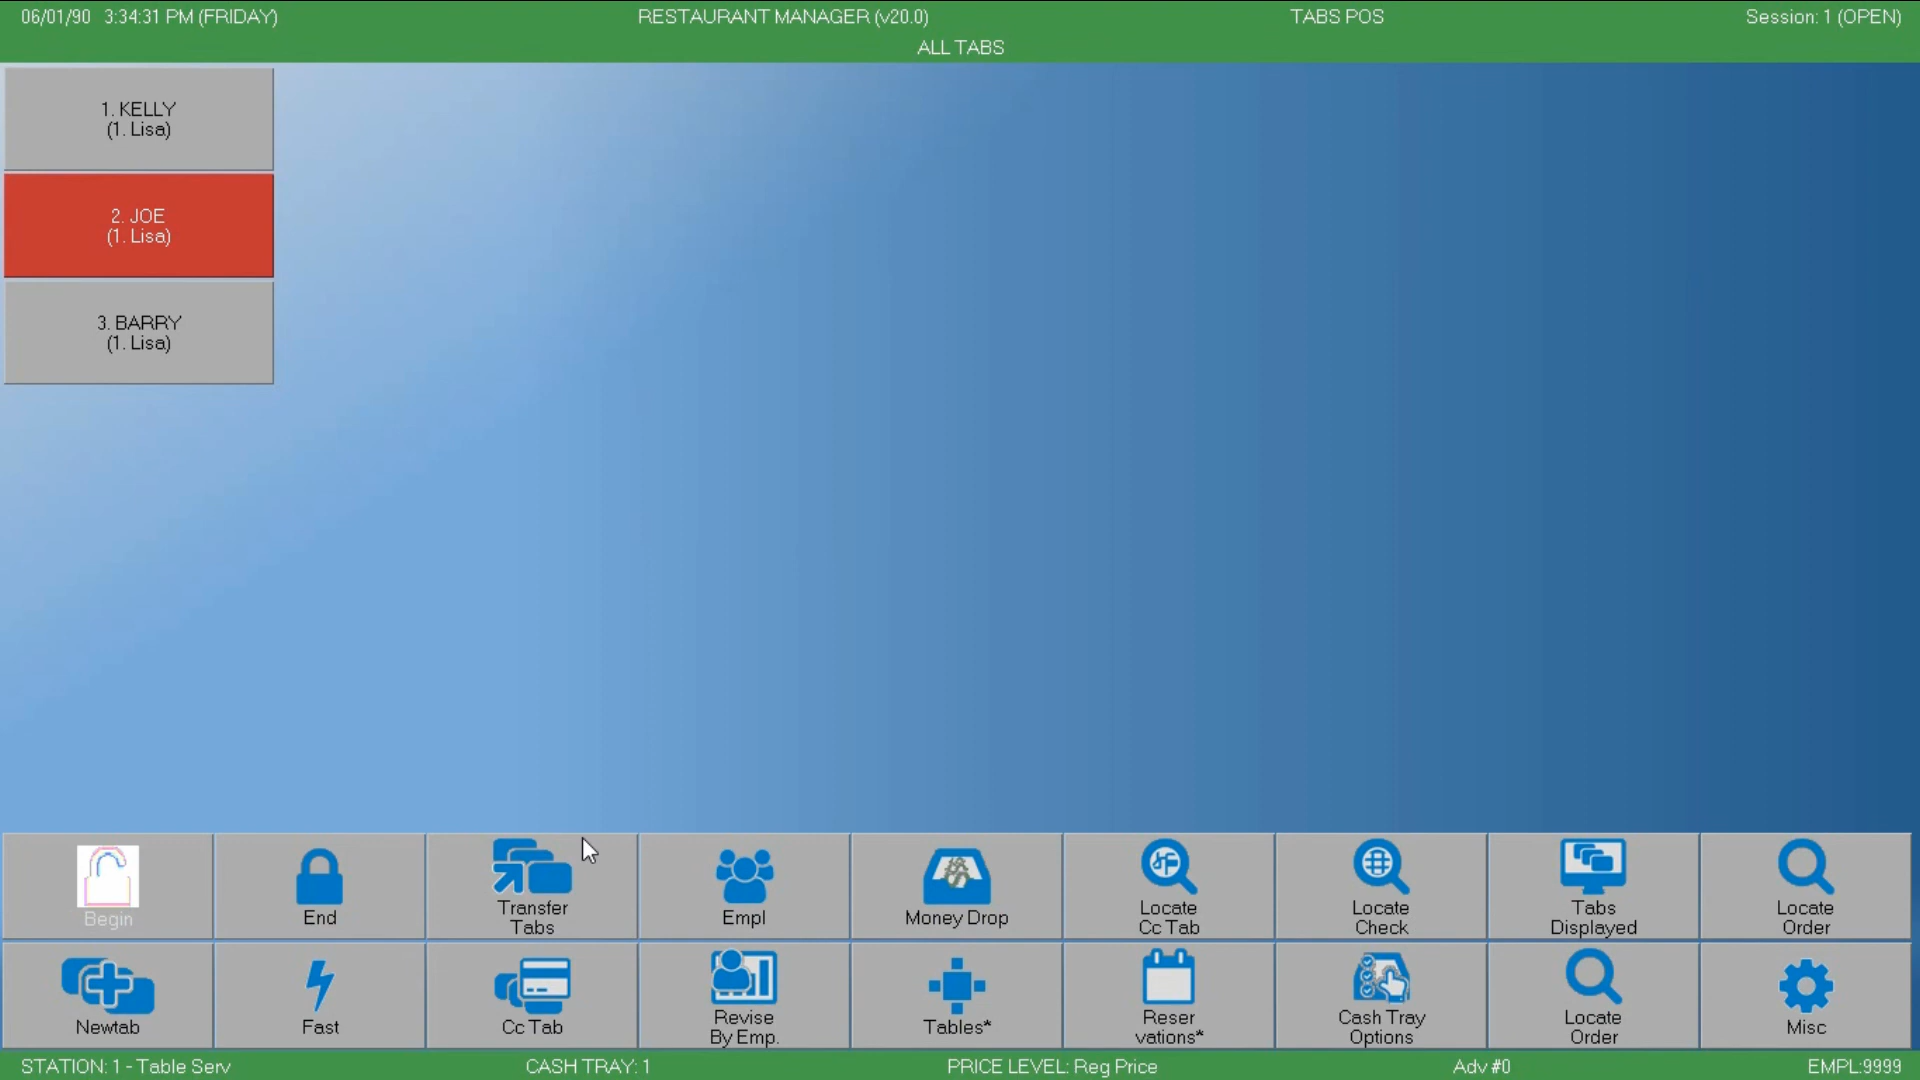 06/01/90 3:34:31 PM (FRIDAY) RESTAURANT MANAGER (v20.0) TABS POS Session: 1 (OPEN)
ALL TABS
1. KELLY
(1. Lisa)
2. JOE
(1. Lisa)
3. BARRY
(1. Lisa)
Begin
End
Transfer
Tabs
Empl
Money Drop
Locate
Cc Tab
Locate
Check
Tabs
Displayed
Locate
Order
Newtab
Fast
Cc Tab
Revise
By Emp.
Tables*
Reser
vations*
Cash Tray
Options
Locate
Order
Misc
STATION: 1 - Table Serv CASH TRAY: 1 PRICE LEVEL: Reg Price Adv #0 EMPL:9999